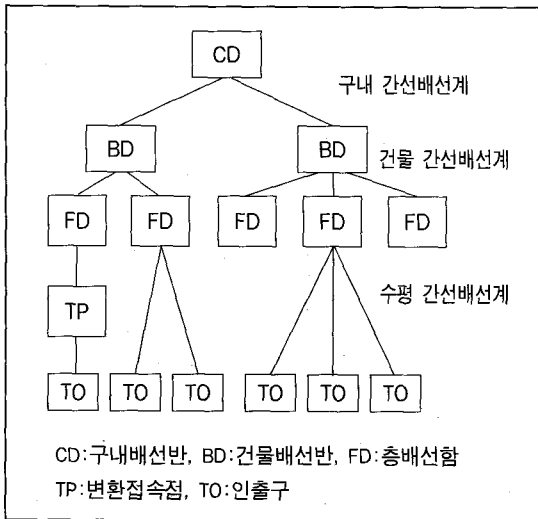 CD
구내 간선배선계
BD BD
건물 간선배선계
FD FD FD FD FD
수평 간선배선계
TP
TO TO TO TO TO TO
CD:구내배선반, BD:건물배선반, FD:층배선함
TP:변환접속점, TO:인출구